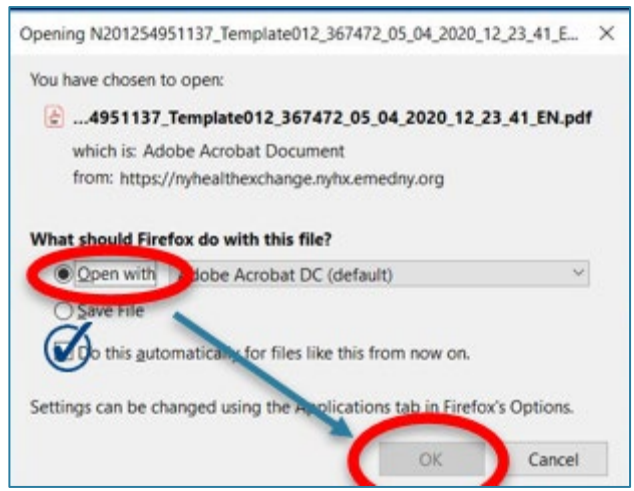 Opening N201254951137_Template012_367472_05_04_2020_12_23_41_E...
You have chosen to open:
...4951137_Template012_367472_05_04_2020_12_23_41_EN.pdf
which is: Adobe Acrobat Document
from: https://nyhealthexchange.nyhx.emedny.org
What should Firefox do with this file?
Open with Adobe Acrobat DC (default)
Save File
Do this automatically for files like this from now on.
Settings can be changed using the Applications tab in Firefox's Options.
OK Cancel